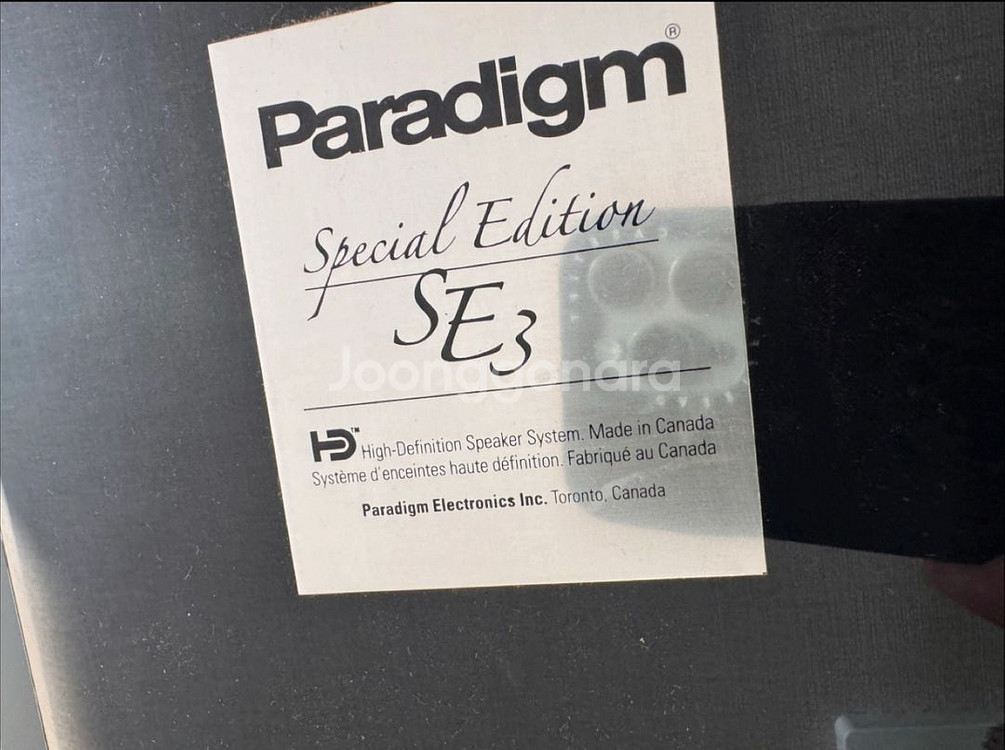 Paradigm®
Special Edition
SE3
Joonggonara
HD™ High-Definition Speaker System. Made in Canada
Système d'enceintes haute définition. Fabriqué au Canada
Paradigm Electronics Inc. Toronto, Canada